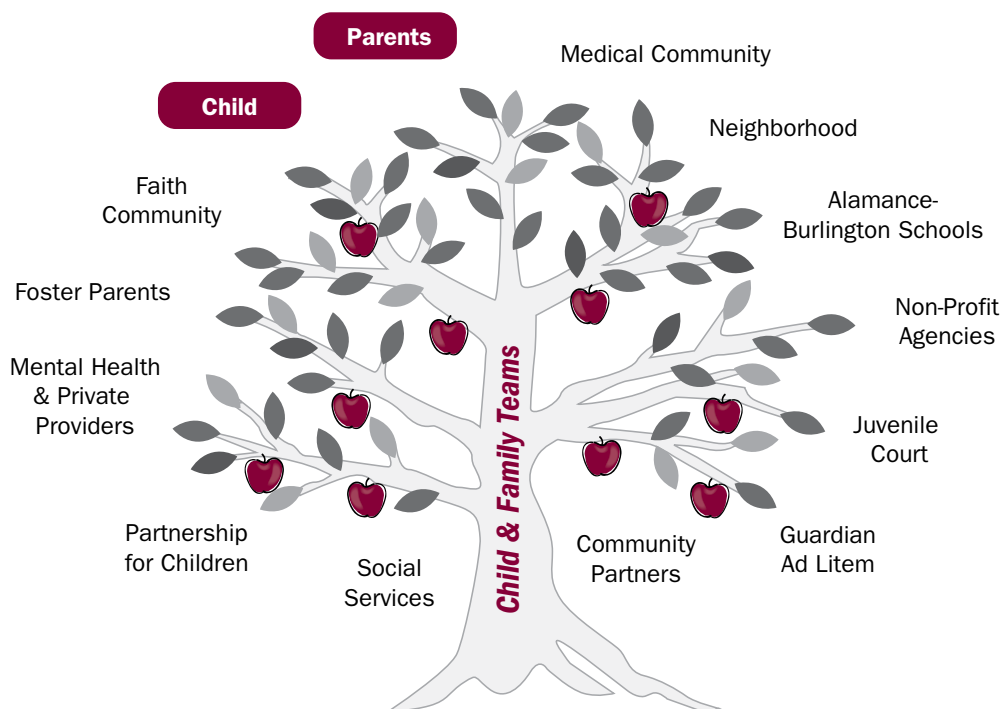 Parents
Medical Community
Child
Neighborhood
Faith
Community
Alamance-
Burlington Schools
Foster Parents
Non-Profit
Agencies
Mental Health
& Private
Providers
Child & Family Teams
Juvenile
Court
Partnership
for Children
Social
Services
Community
Partners
Guardian
Ad Litem